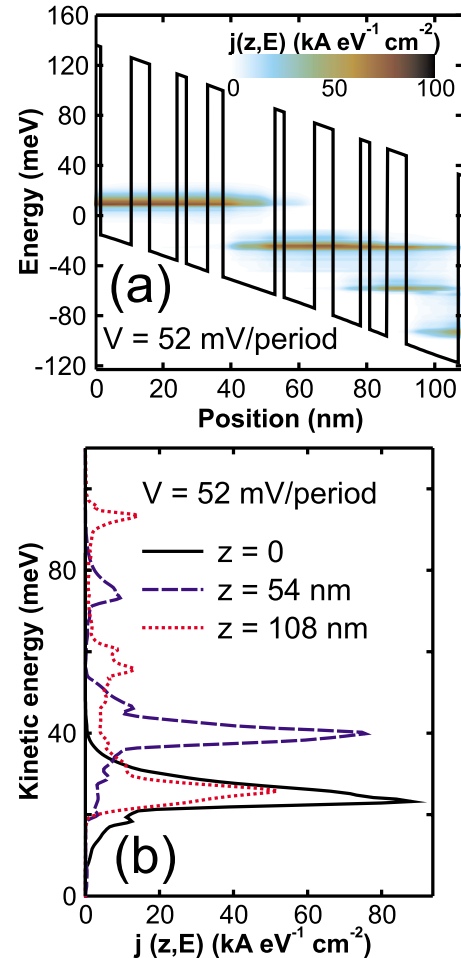 160
120
80
40
0
-40
-80
-120
Energy (meV)
j(z,E) (kA eV⁻¹ cm⁻²)
0 50 100
(a)
V = 52 mV/period
0 20 40 60 80 100
Position (nm)
V = 52 mV/period
z = 0
z = 54 nm
z = 108 nm
80
40
0
Kinetic energy (meV)
(b)
0 20 40 60 80
j (z,E) (kA eV⁻¹ cm⁻²)